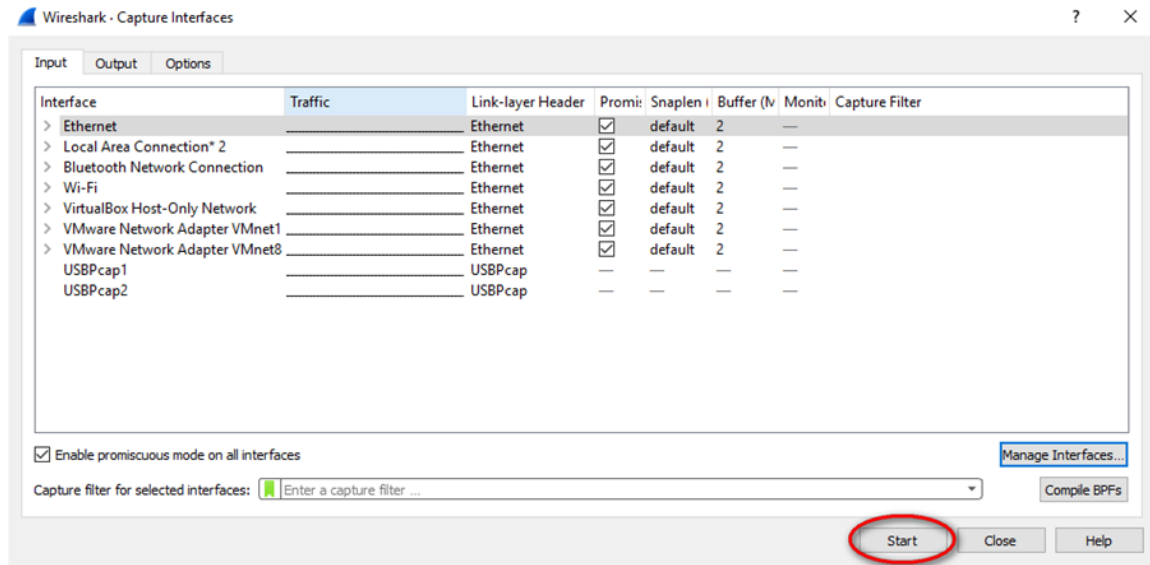 Wireshark · Capture Interfaces ?
Input Output Options
Interface Traffic Link-layer Header Promis Snaplen ( Buffer (M Monito Capture Filter
Ethernet Ethernet default 2 —
Local Area Connection* 2 Ethernet default 2 —
Bluetooth Network Connection Ethernet default 2 —
Wi-Fi Ethernet default 2 —
VirtualBox Host-Only Network Ethernet default 2 —
VMware Network Adapter VMnet1 Ethernet default 2 —
VMware Network Adapter VMnet8 Ethernet default 2 —
USBPcap1 USBPcap — — — —
USBPcap2 USBPcap — — — —
Enable promiscuous mode on all interfaces Manage Interfaces...
Capture filter for selected interfaces: Enter a capture filter ... Compile BPFs
Start Close Help